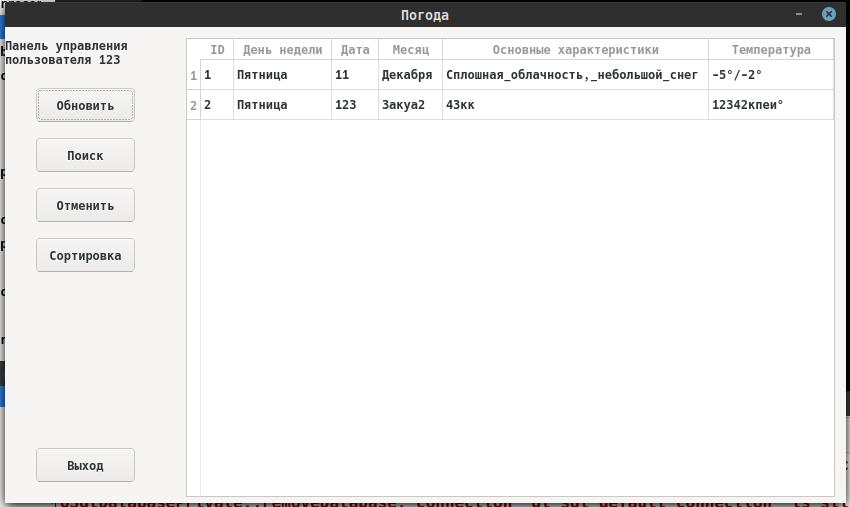 Погода
Панель управления
пользователя 123
Обновить
Поиск
Отменить
Сортировка
Выход
ID День недели Дата Месяц Основные характеристики Температура
1 1 Пятница 11 Декабря Сплошная_облачность,_небольшой_снег -5°/-2°
2 2 Пятница 123 Закуа2 43кк 12342кпеи°